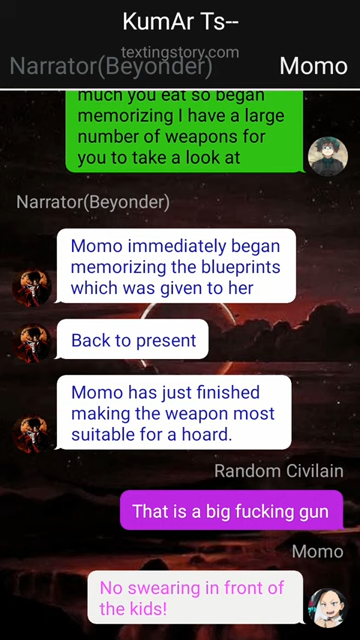 KumAr Ts--
textingstory.com
Narrator(Beyonder)
Momo
much you eat so began
memorizing I have a large
number of weapons for
you to take a look at
Narrator(Beyonder)
Momo immediately began
memorizing the blueprints
which was given to her
Back to present
Momo has just finished
making the weapon most
suitable for a hoard.
Random Civilain
That is a big fucking gun
Momo
No swearing in front of
the kids!